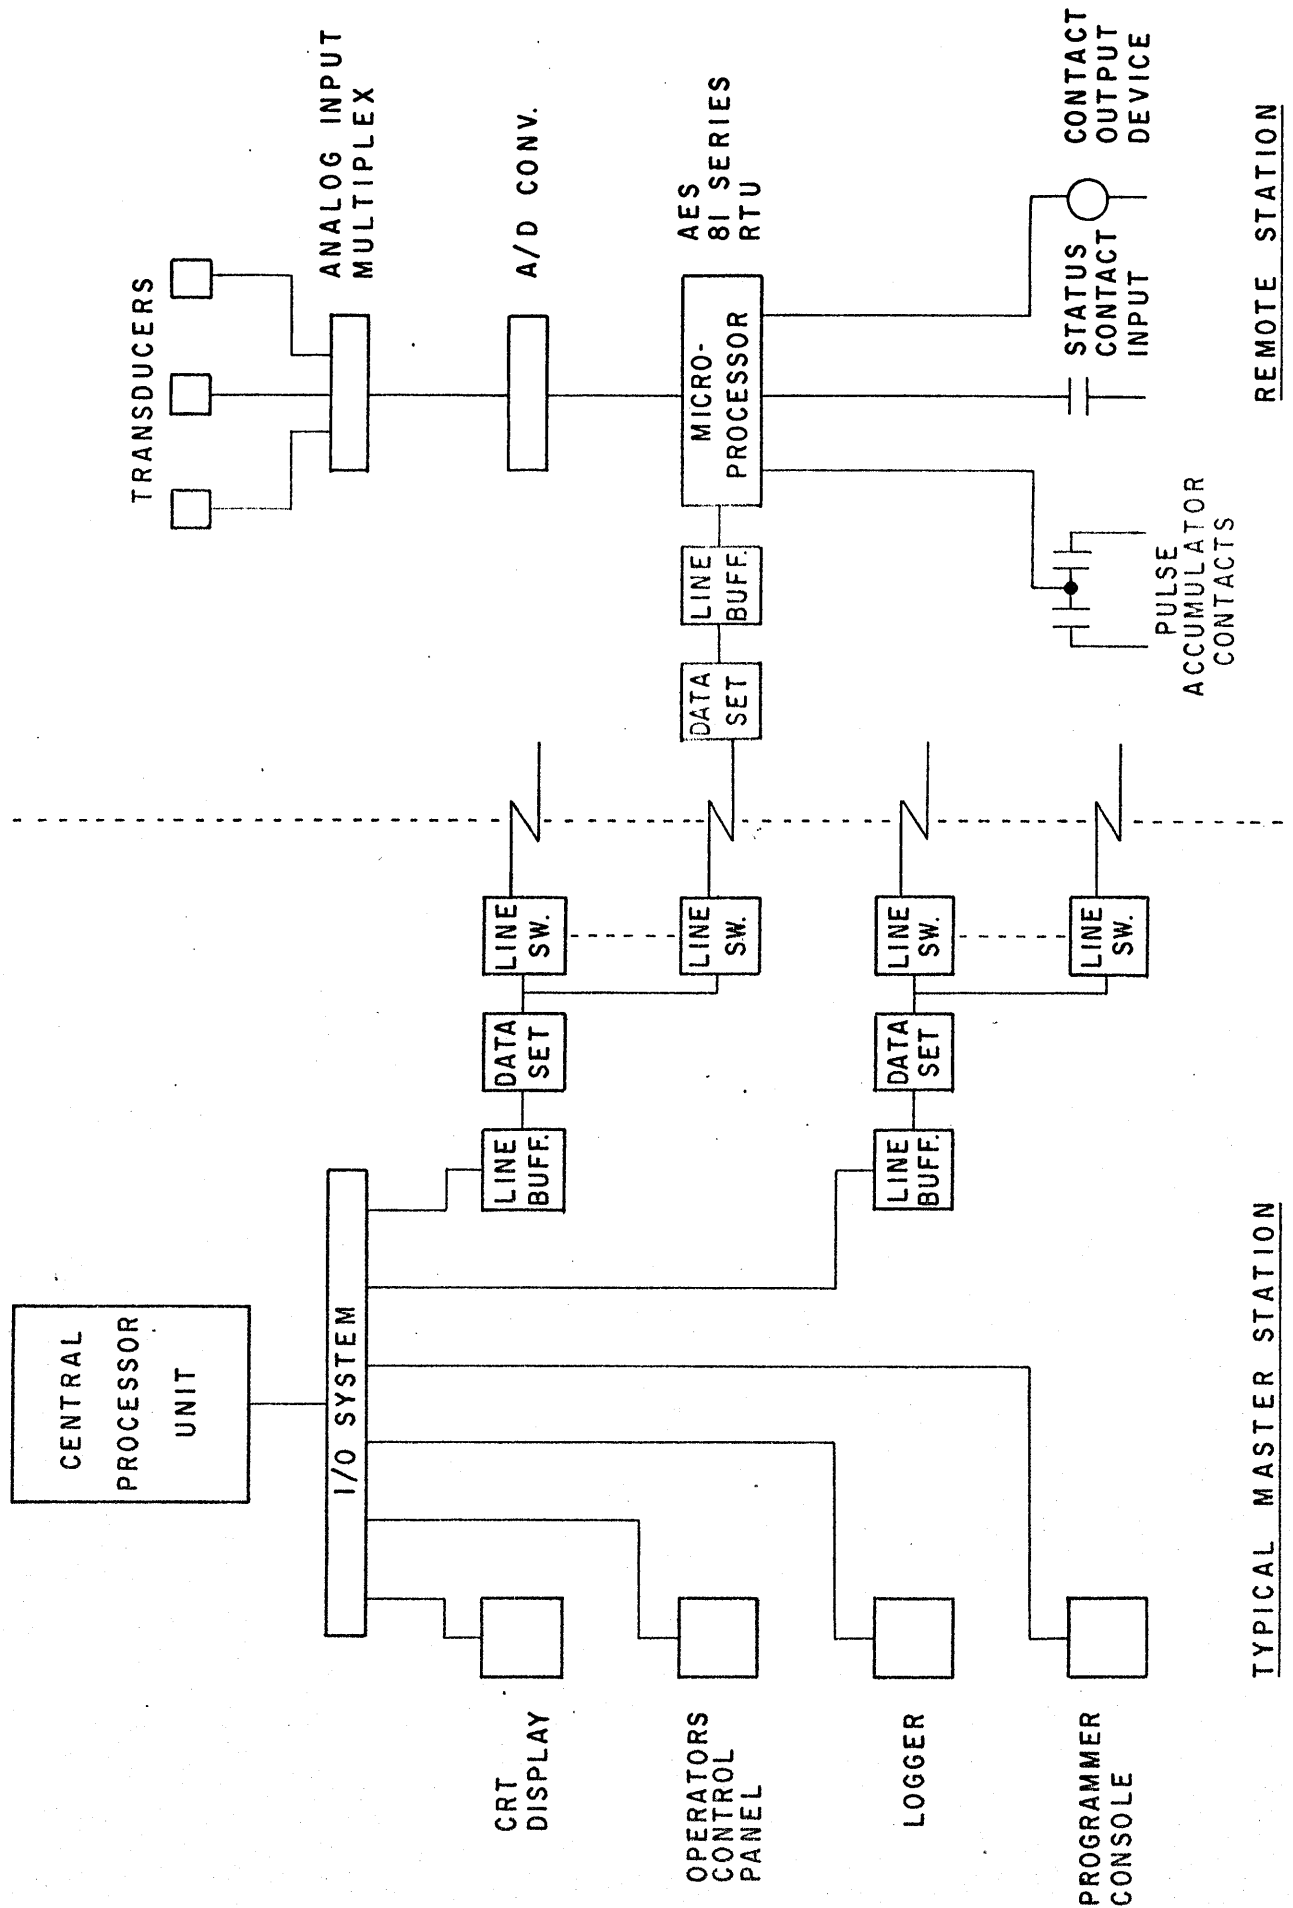 CENTRAL
PROCESSOR
UNIT
I/O SYSTEM
CRT
DISPLAY
OPERATORS
CONTROL
PANEL
LOGGER
PROGRAMMER
CONSOLE
LINE
BUFF.
DATA
SET
LINE
SW.
LINE
SW.
LINE
BUFF.
DATA
SET
LINE
SW.
LINE
SW.
TYPICAL MASTER STATION
TRANSDUCERS
ANALOG INPUT
MULTIPLEX
A/D CONV.
DATA
SET
LINE
BUFF.
MICRO-
PROCESSOR
AES
81 SERIES
RTU
PULSE
ACCUMULATOR
CONTACTS
STATUS
CONTACT
INPUT
CONTACT
OUTPUT
DEVICE
REMOTE STATION